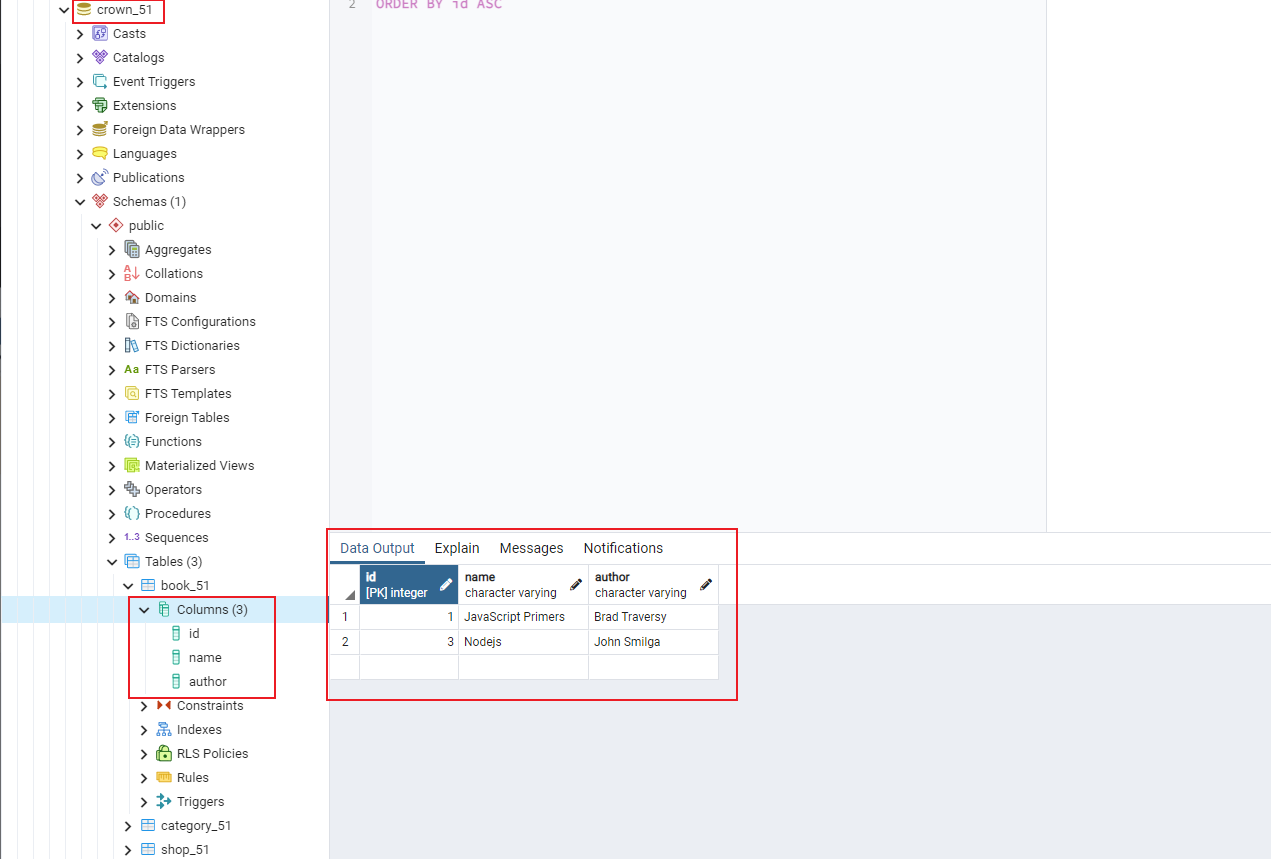 crown_51
Casts
Catalogs
Event Triggers
Extensions
Foreign Data Wrappers
Languages
Publications
Schemas (1)
public
Aggregates
Collations
Domains
FTS Configurations
FTS Dictionaries
Aa FTS Parsers
FTS Templates
Foreign Tables
Functions
Materialized Views
Operators
Procedures
1..3 Sequences
Tables (3)
book_51
Columns (3)
id
name
author
Constraints
Indexes
RLS Policies
Rules
Triggers
category_51
shop_51
2 ORDER BY id ASC
Data Output Explain Messages Notifications
id name author
[PK] integer character varying character varying
1 1 JavaScript Primers Brad Traversy
2 3 Nodejs John Smilga